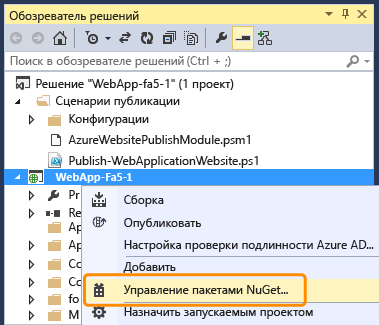 Обозреватель решений
Поиск в обозревателе решений (Ctrl + ;)
Решение "WebApp-fa5-1" (1 проект)
Сценарии публикации
Конфигурации
AzureWebsitePublishModule.psm1
Publish-WebApplicationWebsite.ps1
WebApp-Fa5-1
Pr
Сборка
Re
Опубликовать
Ap
Настройка проверки подлинности Azure AD...
Ap
Добавить
Co
Управление пакетами NuGet...
Co
fo
Назначить запускаемым проектом
M